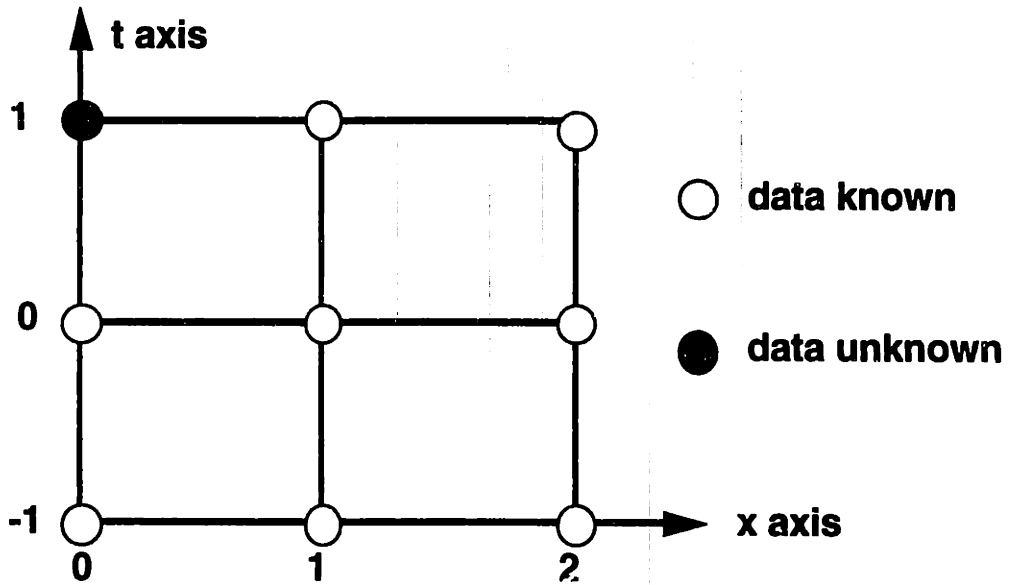 t axis
1
data known
0
data unknown
-1
x axis
0 1 2